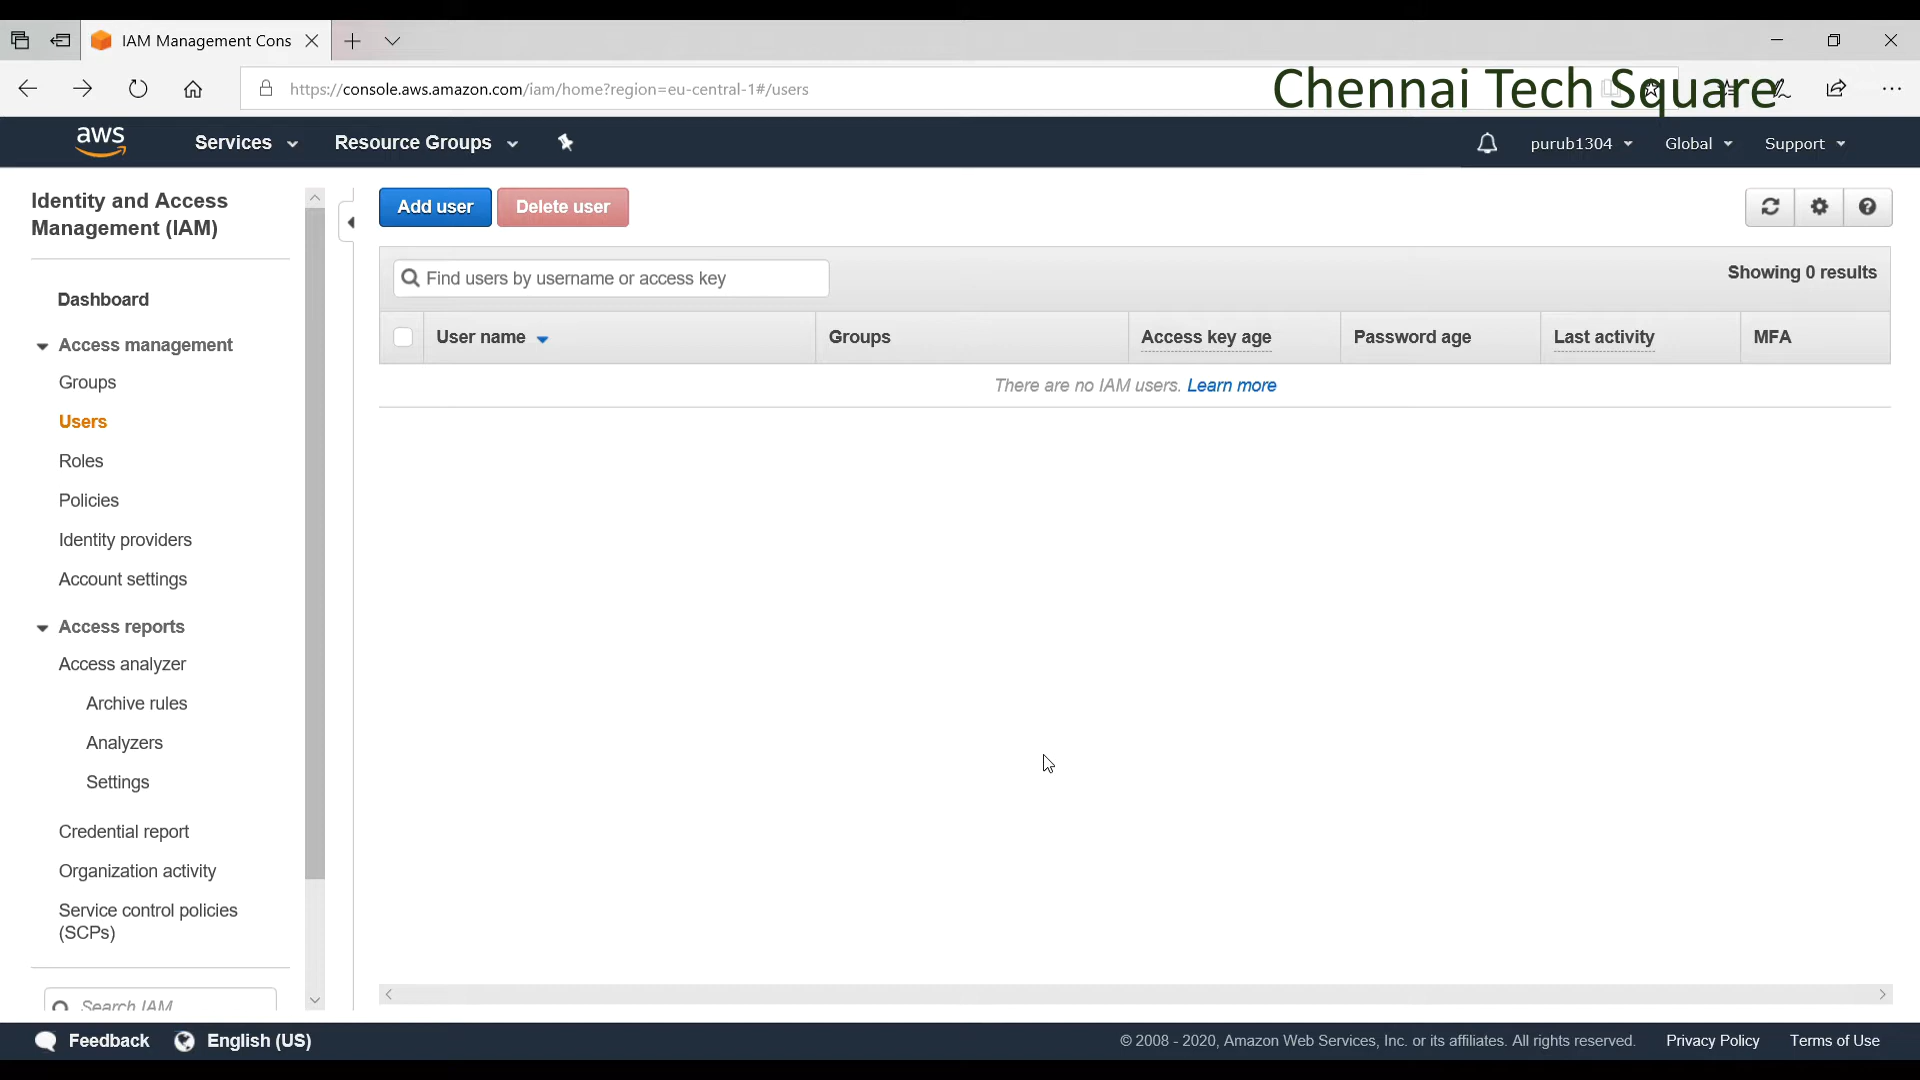 IAM Management Cons
https://console.aws.amazon.com/iam/home?region=eu-central-1#/users
Chennai Tech Square
aws
Services
Resource Groups
purub1304
Global
Support
Identity and Access
Management (IAM)
Dashboard
Access management
Groups
Users
Roles
Policies
Identity providers
Account settings
Access reports
Access analyzer
Archive rules
Analyzers
Settings
Credential report
Organization activity
Service control policies
(SCPs)
Search IAM
Add user
Delete user
Find users by username or access key
Showing 0 results
User name
Groups
Access key age
Password age
Last activity
MFA
There are no IAM users. Learn more
Feedback
English (US)
© 2008 - 2020, Amazon Web Services, Inc. or its affiliates. All rights reserved.
Privacy Policy
Terms of Use